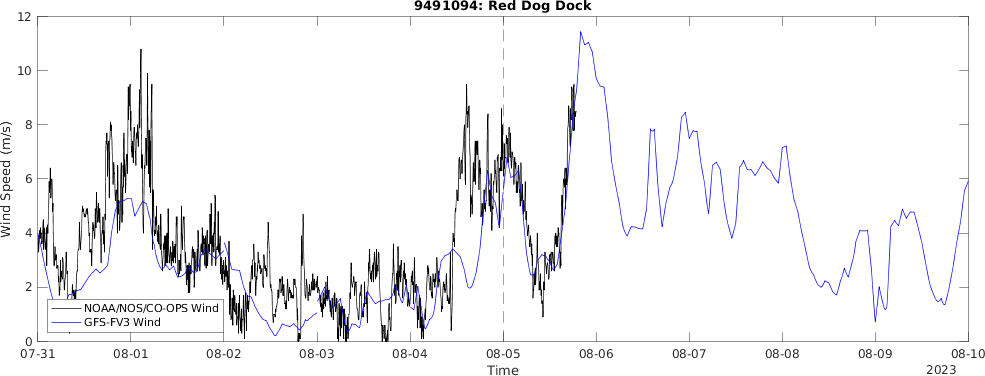 9491094: Red Dog Dock
12
10
8
6
4
2
0
Wind Speed (m/s)
NOAA/NOS/CO-OPS Wind
GFS-FV3 Wind
07-31 08-01 08-02 08-03 08-04 08-05 08-06 08-07 08-08 08-09 08-10
Time
2023